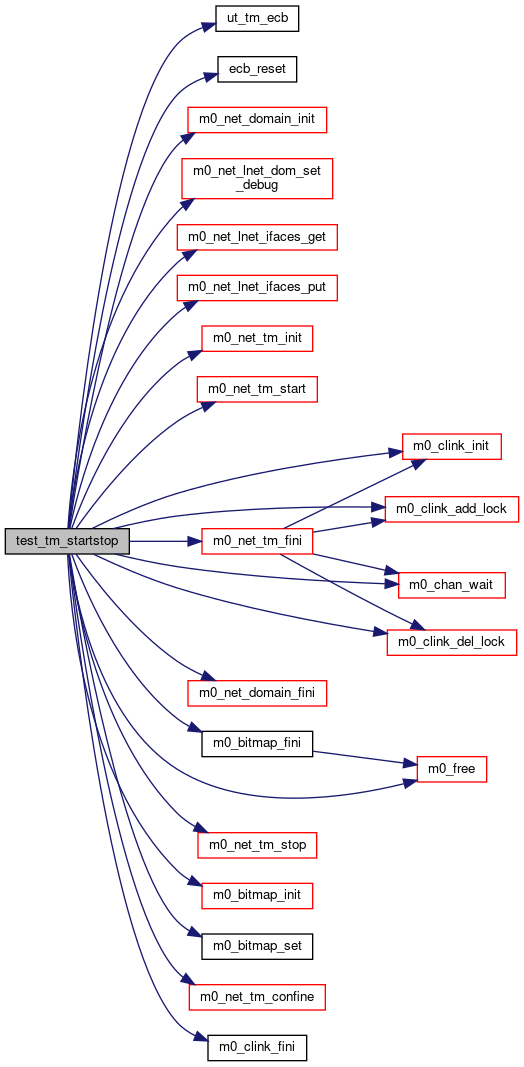 ut_tm_ecb
ecb_reset
m0_net_domain_init
m0_net_lnet_dom_set
_debug
m0_net_lnet_ifaces_get
m0_net_lnet_ifaces_put
m0_net_tm_init
m0_net_tm_start
m0_clink_init
m0_clink_add_lock
test_tm_startstop
m0_net_tm_fini
m0_chan_wait
m0_clink_del_lock
m0_net_domain_fini
m0_bitmap_fini
m0_free
m0_net_tm_stop
m0_bitmap_init
m0_bitmap_set
m0_net_tm_confine
m0_clink_fini